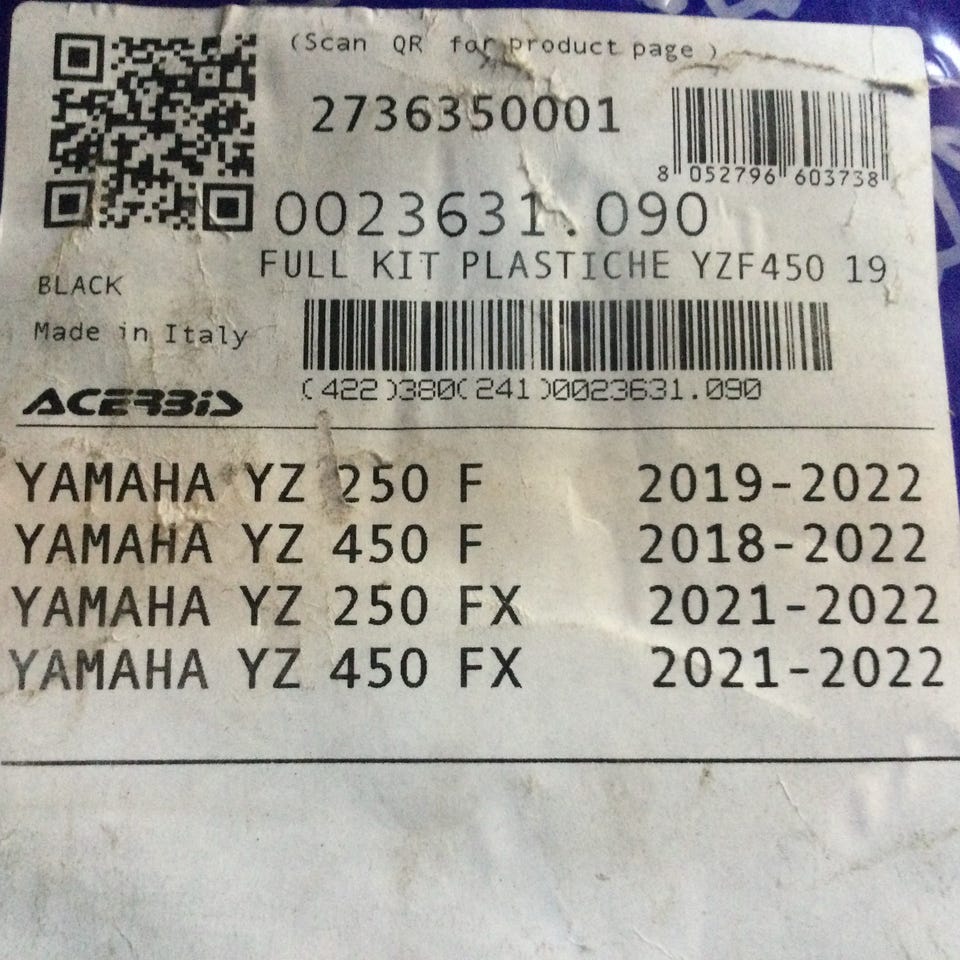 (Scan QR for product page )
2736350001
8 052796 603738
0023631.090
FULL KIT PLASTICHE YZF450 19
BLACK
Made in Italy
(422)380(241)0023631.090
ACERBIS
YAMAHA YZ 250 F 2019-2022
YAMAHA YZ 450 F 2018-2022
YAMAHA YZ 250 FX 2021-2022
YAMAHA YZ 450 FX 2021-2022